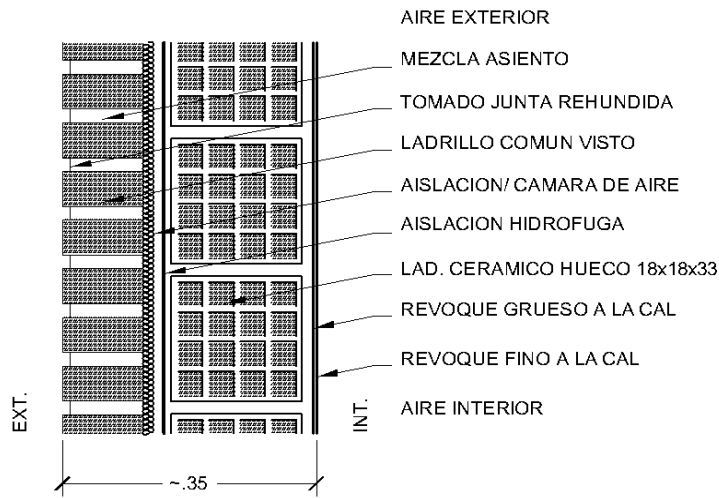 AIRE EXTERIOR
MEZCLA ASIENTO
TOMADO JUNTA REHUNDIDA
LADRILLO COMUN VISTO
AISLACION/ CAMARA DE AIRE
AISLACION HIDROFUGA
LAD. CERAMICO HUECO 18x18x33
REVOQUE GRUESO A LA CAL
REVOQUE FINO A LA CAL
AIRE INTERIOR
EXT.
INT.
~.35